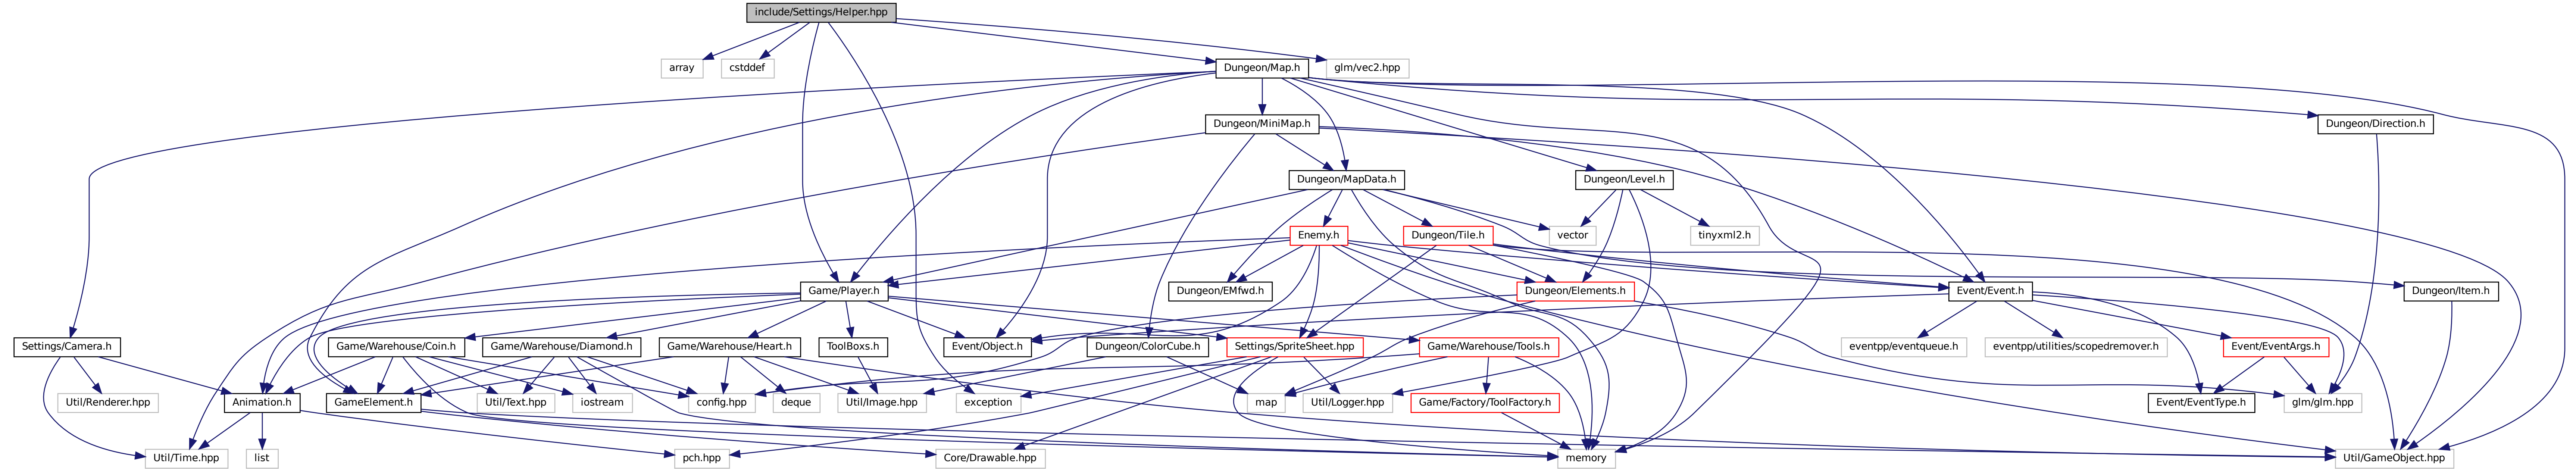 include/Settings/Helper.hpp
array
cstddef
Dungeon/Map.h
glm/vec2.hpp
Dungeon/MiniMap.h
Dungeon/Direction.h
Dungeon/MapData.h
Dungeon/Level.h
Enemy.h
Dungeon/Tile.h
vector
tinyxml2.h
Game/Player.h
Dungeon/EMfwd.h
Dungeon/Elements.h
Event/Event.h
Dungeon/Item.h
Settings/Camera.h
Game/Warehouse/Coin.h
Game/Warehouse/Diamond.h
Game/Warehouse/Heart.h
ToolBoxs.h
Event/Object.h
Dungeon/ColorCube.h
Settings/SpriteSheet.hpp
Game/Warehouse/Tools.h
eventpp/eventqueue.h
eventpp/utilities/scopedremover.h
Event/EventArgs.h
Util/Renderer.hpp
Animation.h
GameElement.h
Util/Text.hpp
iostream
config.hpp
deque
Util/Image.hpp
exception
map
Util/Logger.hpp
Game/Factory/ToolFactory.h
Event/EventType.h
glm/glm.hpp
Util/Time.hpp
list
pch.hpp
Core/Drawable.hpp
memory
Util/GameObject.hpp